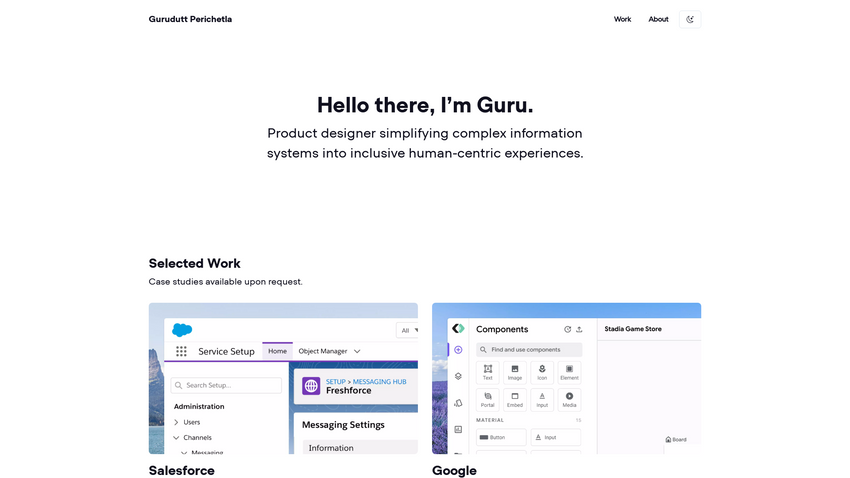 Gurudutt Perichetla
Work
About
Hello there, I'm Guru.
Product designer simplifying complex information
systems into inclusive human-centric experiences.
Selected Work
Case studies available upon request.
All
Service Setup
Home
Object Manager
Search Setup...
Administration
Users
Channels
Messaging
SETUP > MESSAGING HUB
Freshforce
Messaging Settings
Information
Components
Stadia Game Store
Find and use components
Text
Image
Icon
Element
Portal
Embed
Input
Media
MATERIAL
Button
Input
Board
Salesforce
Google